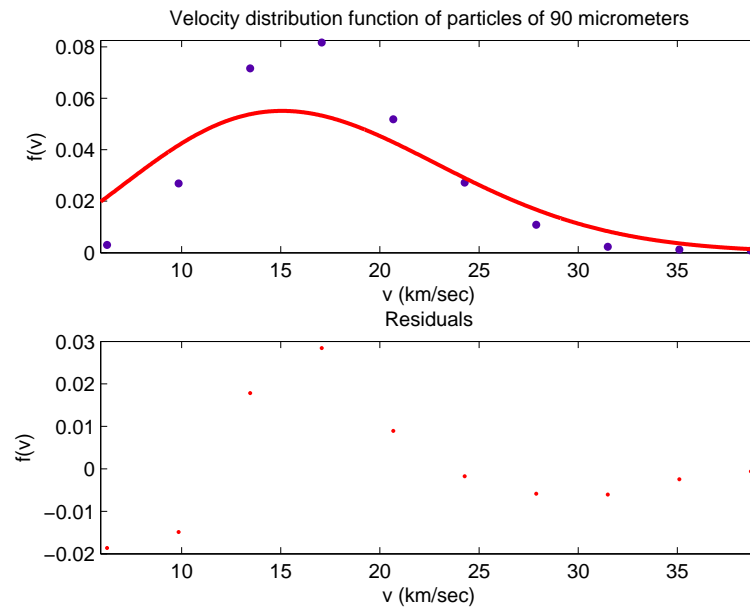 Velocity distribution function of particles of 90 micrometers
0.08
0.06
0.04
0.02
0
f(v)
10 15 20 25 30 35
v (km/sec)
Residuals
0.03
0.02
0.01
0
−0.01
−0.02
f(v)
10 15 20 25 30 35
v (km/sec)